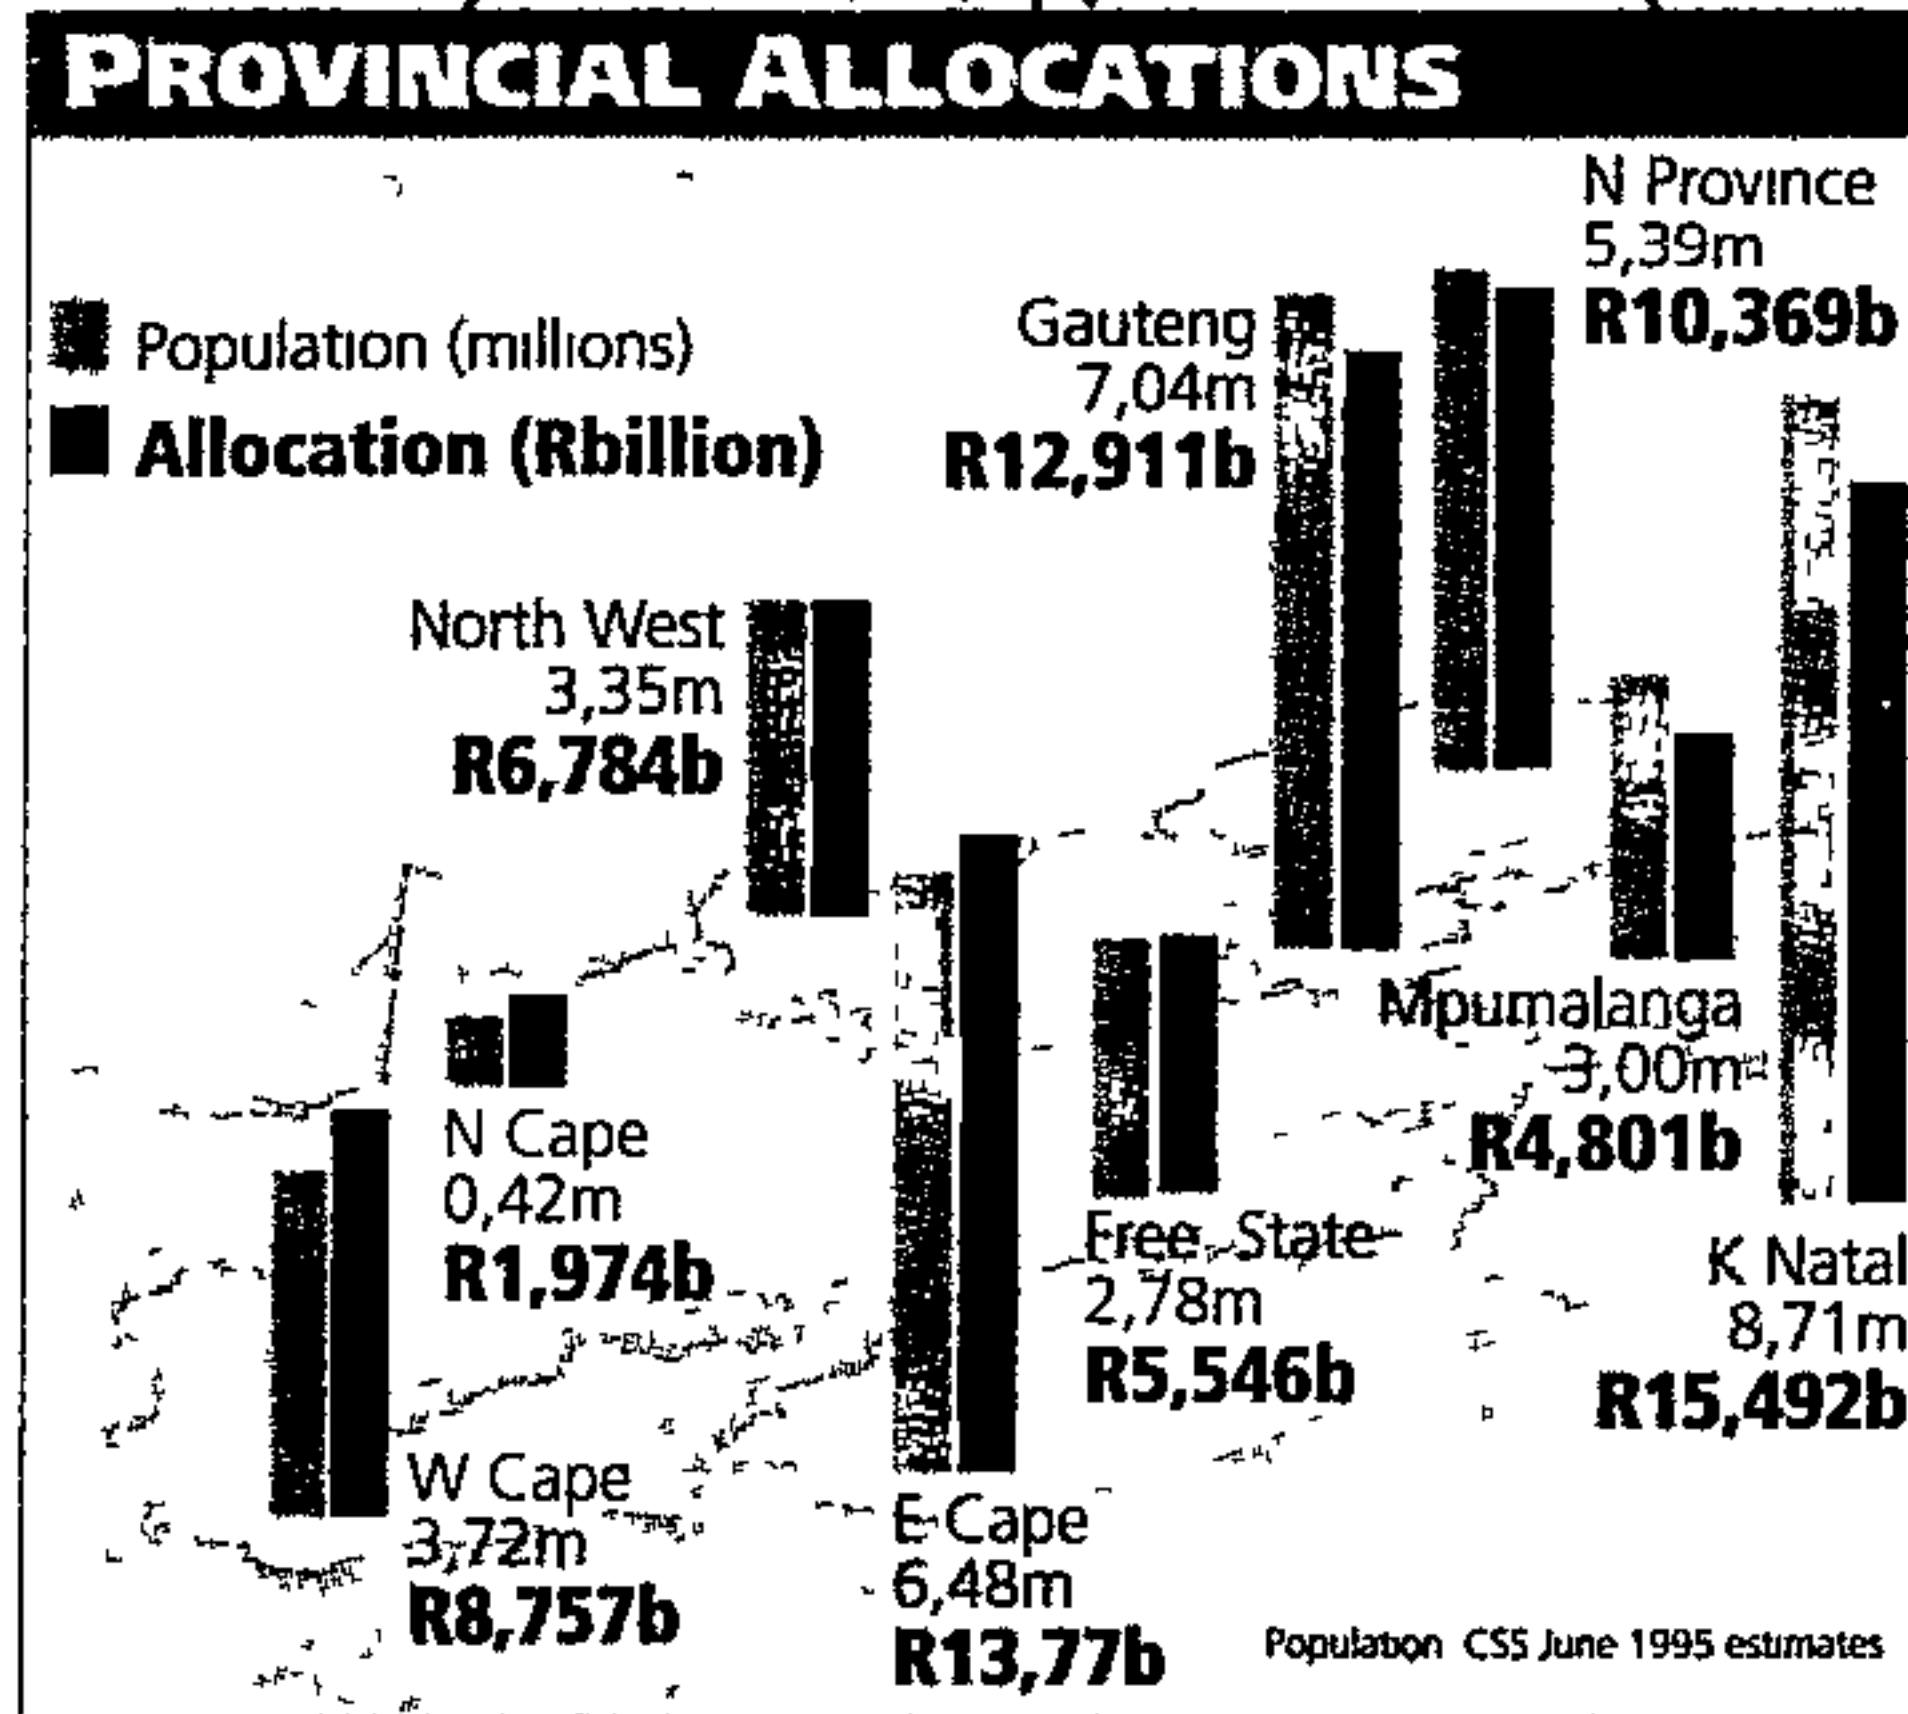 PROVINCIAL ALLOCATIONS
Population (millions)
Allocation (Rbillion)
N Province
5,39m
R10,369b
Gauteng
7,04m
R12,911b
North West
3,35m
R6,784b
Mpumalanga
3,00m
R4,801b
N Cape
0,42m
R1,974b
Free State
2,78m
R5,546b
K Natal
8,71m
R15,492b
W Cape
3,72m
R8,757b
E Cape
6,48m
R13,77b
Population CSS June 1995 estimates